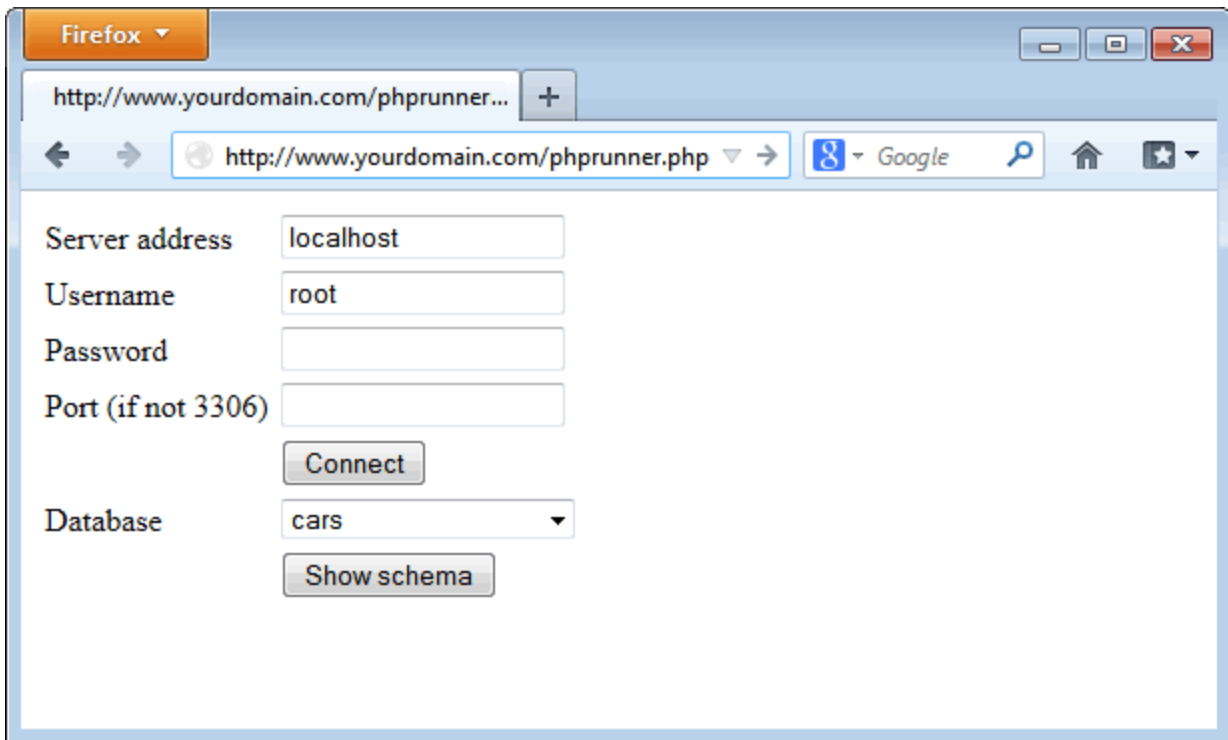 Firefox
http://www.yourdomain.com/phprunner...
http://www.yourdomain.com/phprunner.php
8 Google
Server address localhost
Username root
Password
Port (if not 3306)
Connect
Database cars
Show schema